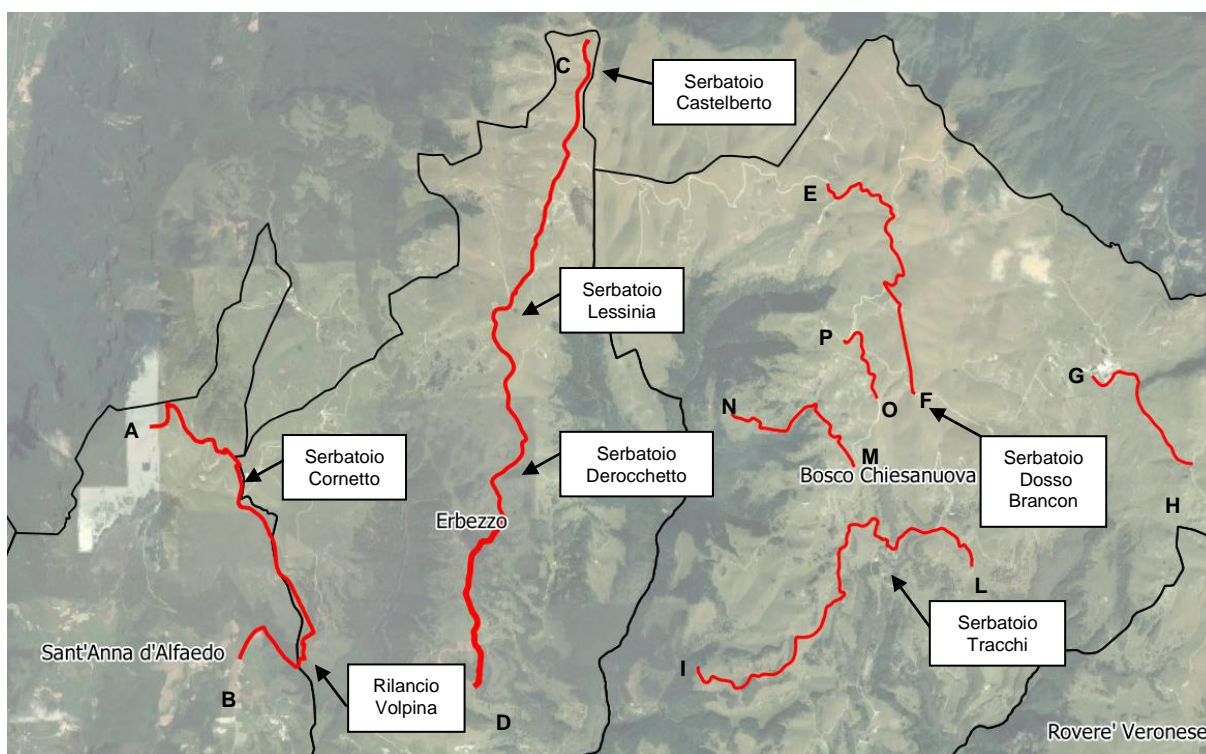 C
Serbatoio
Castelberto
E
Serbatoio
Lessinia
P
G
A
N
O
F
Serbatoio
Cornetto
Serbatoio
Derocchetto
M
Bosco Chiesanuova
Serbatoio
Dosso
Brancon
H
Erbezzo
L
Sant'Anna d'Alfaedo
Serbatoio
Tracchi
I
B
Rilancio
Volpina
D
Rovere' Veronese